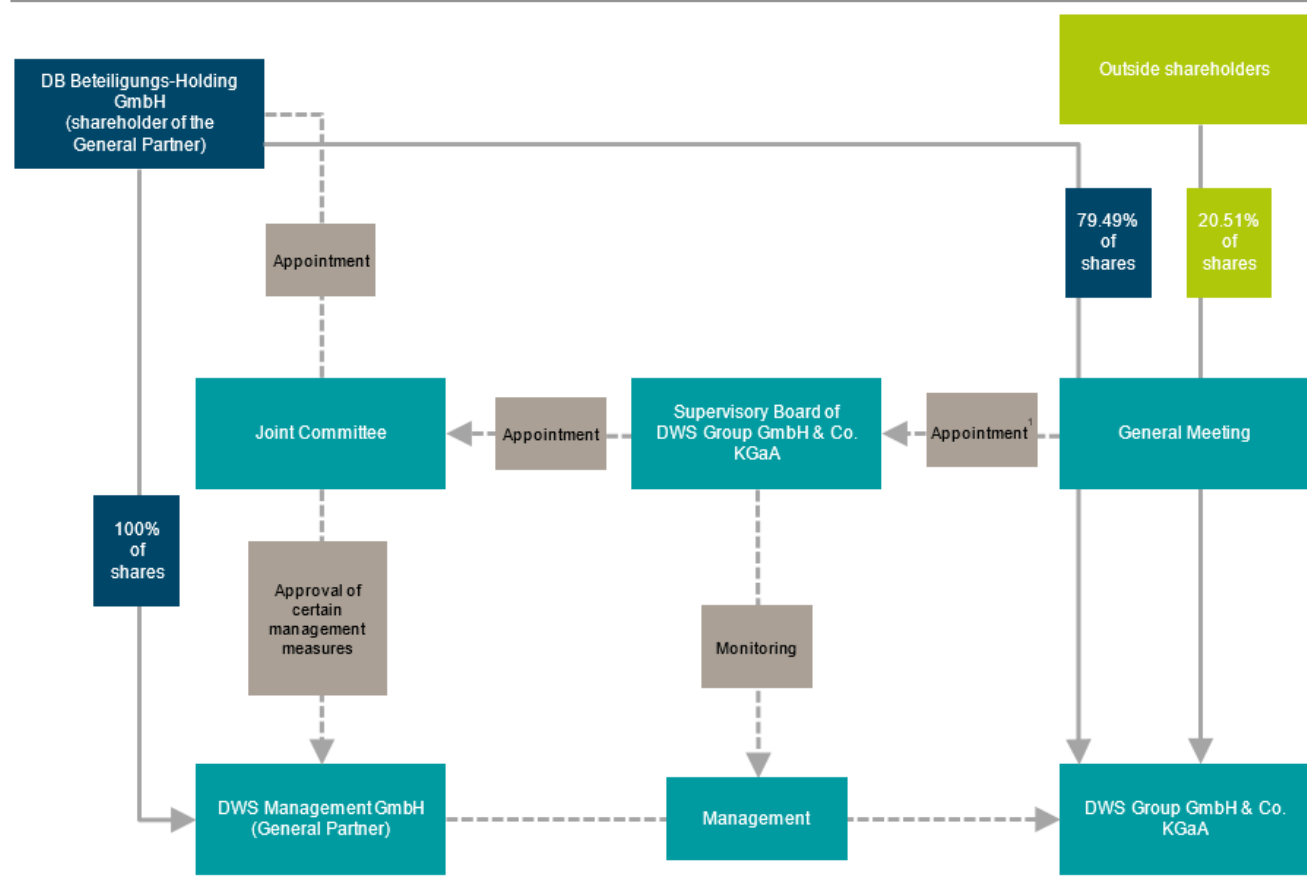 DB Beteiligungs-Holding
GmbH
(shareholder of the
General Partner)
Outside shareholders
79.49%
of
shares
20.51%
of
shares
Appointment
Joint Committee
Appointment
Supervisory Board of
DWS Group GmbH & Co.
KGaA
Appointment¹
General Meeting
100%
of
shares
Approval of
certain
management
measures
Monitoring
DWS Management GmbH
(General Partner)
Management
DWS Group GmbH & Co.
KGaA